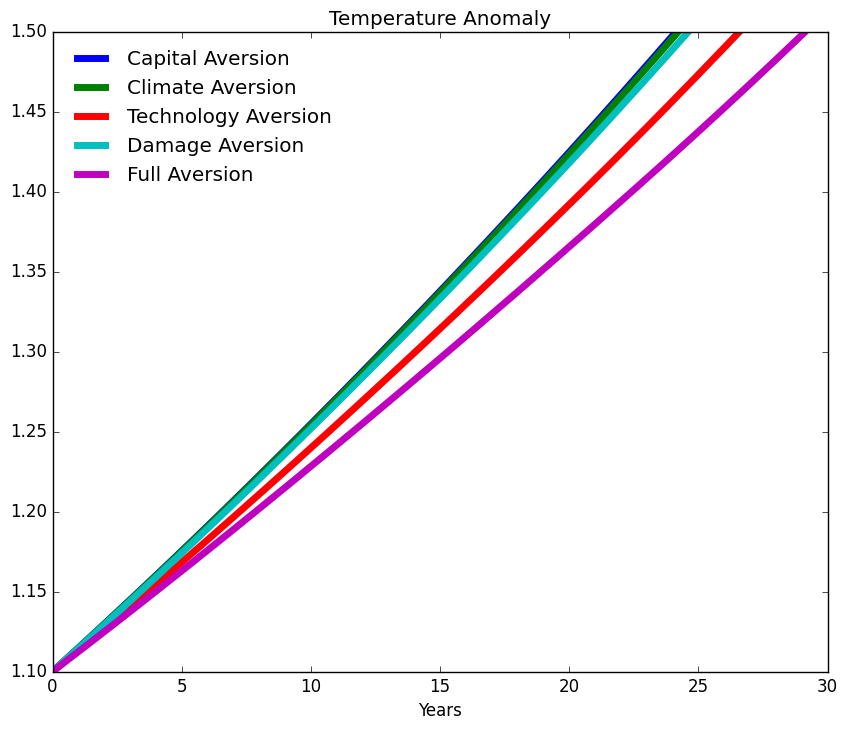 Temperature Anomaly
1.50
1.45
1.40
1.35
1.30
1.25
1.20
1.15
1.10
Capital Aversion
Climate Aversion
Technology Aversion
Damage Aversion
Full Aversion
0 5 10 15 20 25 30
Years